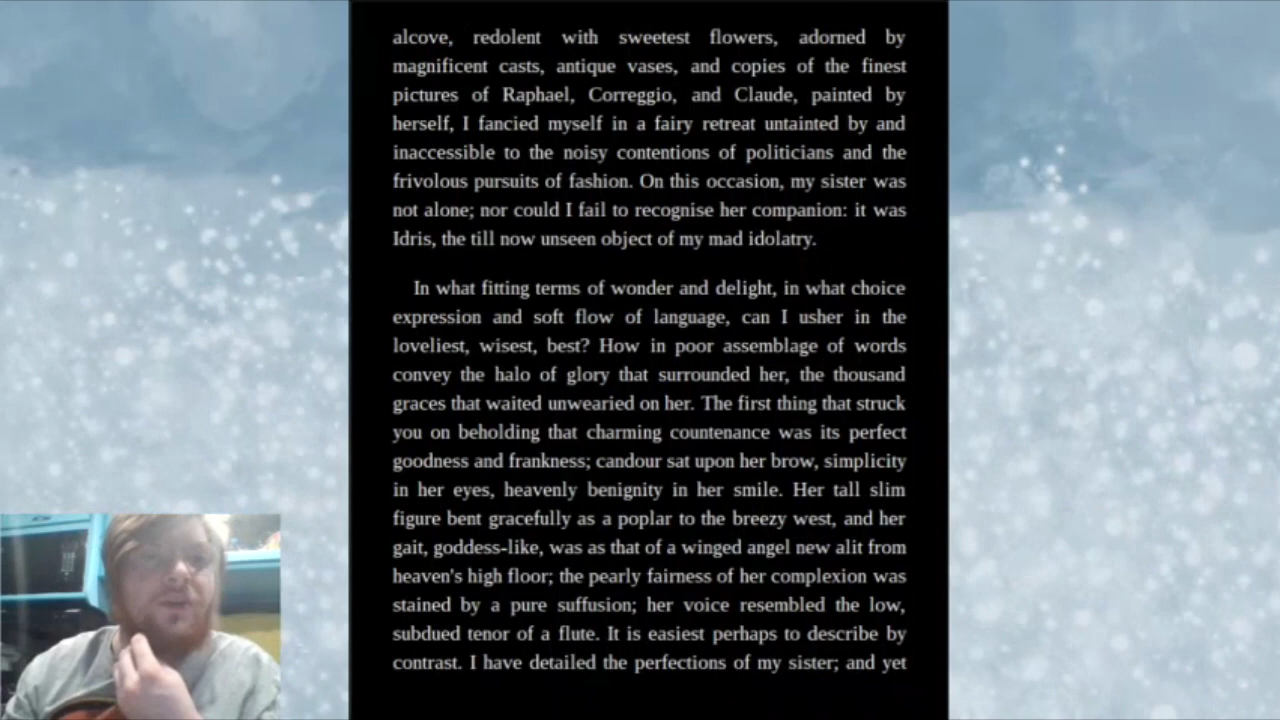 alcove, redolent with sweetest flowers, adorned by
magnificent casts, antique vases, and copies of the finest
pictures of Raphael, Correggio, and Claude, painted by
herself, I fancied myself in a fairy retreat untainted by and
inaccessible to the noisy contentions of politicians and the
frivolous pursuits of fashion. On this occasion, my sister was
not alone; nor could I fail to recognise her companion: it was
Idris, the till now unseen object of my mad idolatry.
In what fitting terms of wonder and delight, in what choice
expression and soft flow of language, can I usher in the
loveliest, wisest, best? How in poor assemblage of words
convey the halo of glory that surrounded her, the thousand
graces that waited unwearied on her. The first thing that struck
you on beholding that charming countenance was its perfect
goodness and frankness; candour sat upon her brow, simplicity
in her eyes, heavenly benignity in her smile. Her tall slim
figure bent gracefully as a poplar to the breezy west, and her
gait, goddess-like, was as that of a winged angel new alit from
heaven's high floor; the pearly fairness of her complexion was
stained by a pure suffusion; her voice resembled the low,
subdued tenor of a flute. It is easiest perhaps to describe by
contrast. I have detailed the perfections of my sister; and yet